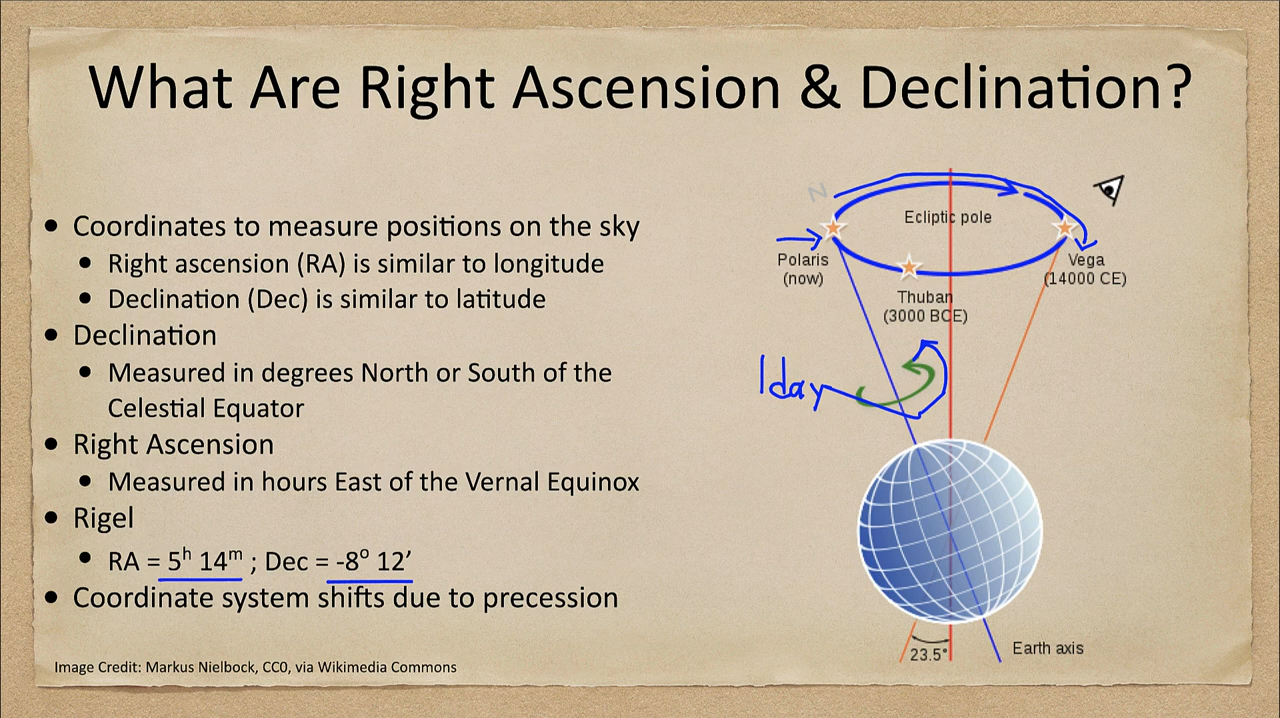 What Are Right Ascension & Declination?
• Coordinates to measure positions on the sky
• Right ascension (RA) is similar to longitude
• Declination (Dec) is similar to latitude
• Declination
• Measured in degrees North or South of the
Celestial Equator
• Right Ascension
• Measured in hours East of the Vernal Equinox
• Rigel
• RA = 5ʰ 14ᵐ ; Dec = -8⁰ 12’
• Coordinate system shifts due to precession
Image Credit: Markus Nielbock, CC0, via Wikimedia Commons
N
Ecliptic pole
Polaris
(now)
Vega
(14000 CE)
Thuban
(3000 BCE)
1day
23.5°
Earth axis